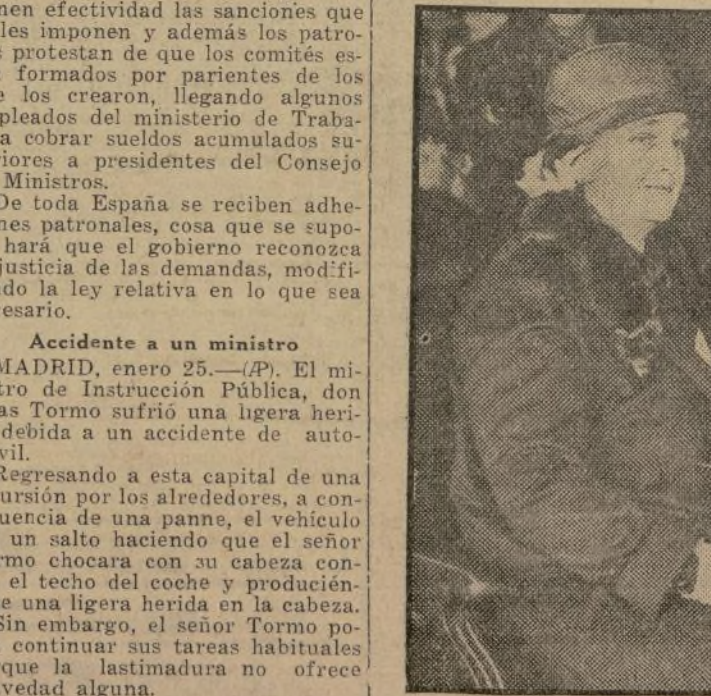 nen efectividad las sanciones que
les imponen y además los patro-
s protestan de que los comités es-
formados por parientes de los
e los crearon, llegando algunos
pleados del ministerio de Traba-
a cobrar sueldos acumulados su-
riores a presidentes del Consejo
Ministros.
De toda España se reciben adhe-
nes patronales, cosa que se supo-
hará que el gobierno reconozca
justicia de las demandas, modifi-
do la ley relativa en lo que sea
esario.
Accidente a un ministro
MADRID, enero 25.—(AP). El mi-
tro de Instrucción Pública, don
as Tormo sufrió una ligera heri-
debida a un accidente de auto-
vil.
Regresando a esta capital de una
ursión por los alrededores, a con-
uencia de una panne, el vehículo
un salto haciendo que el señor
rmo chocara con su cabeza con-
el techo del coche y producién-
e una ligera herida en la cabeza.
Sin embargo, el señor Tormo po-
continuar sus tareas habituales
que la lastimadura no ofrece
vedad alguna.